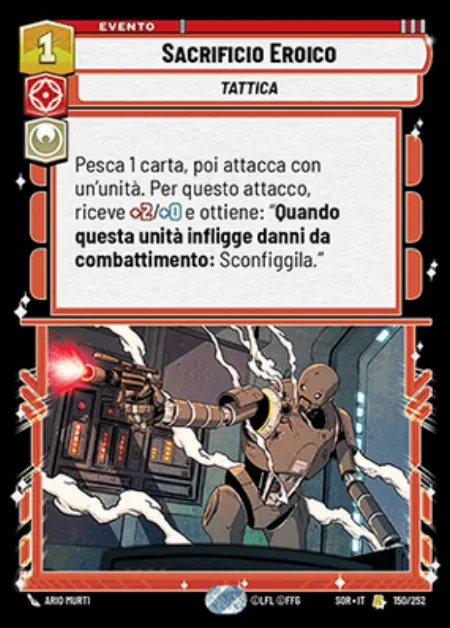 EVENTO
1
SACRIFICIO EROICO
TATTICA
Pesca 1 carta, poi attacca con
un'unità. Per questo attacco,
riceve +2/+0 e ottiene: “Quando
questa unità infligge danni da
combattimento: Sconfiggila.”
ARIO MURTI
©LFL ©FFG
SOR • IT
150/252